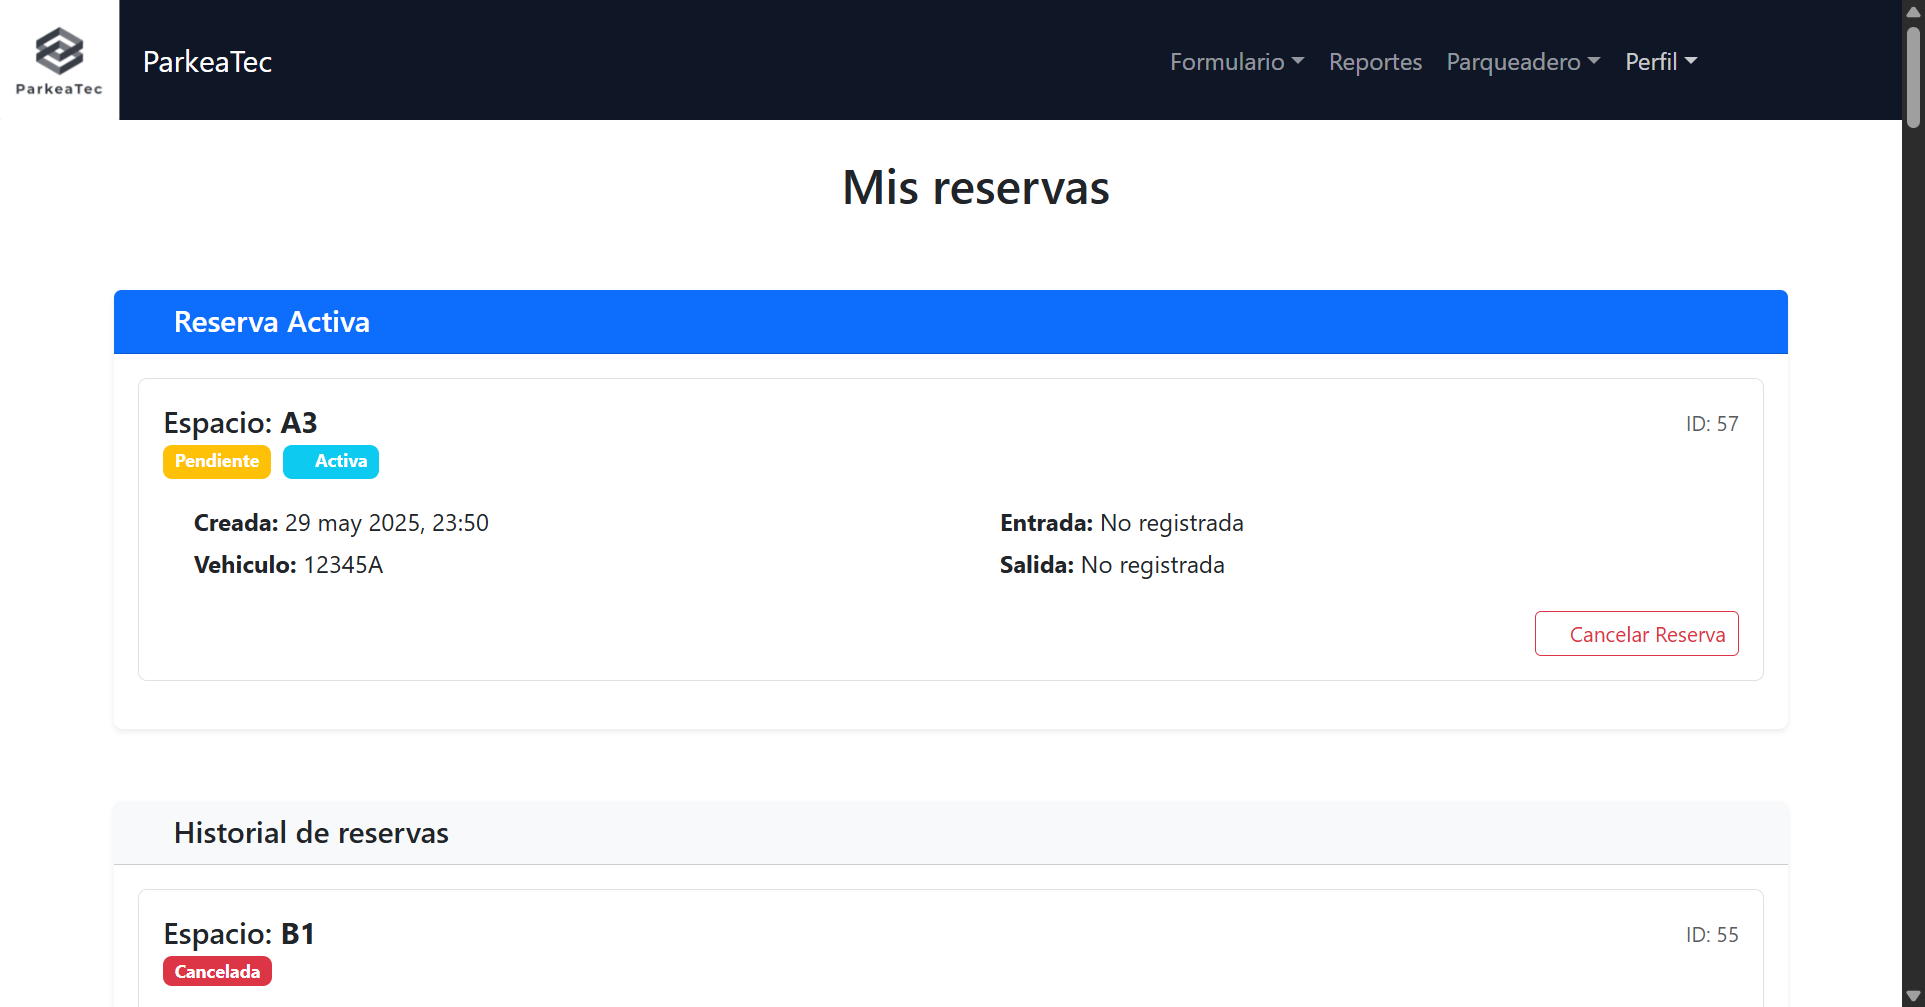 ParkeaTec
ParkeaTec
Formulario
Reportes
Parqueadero
Perfil
Mis reservas
Reserva Activa
Espacio: A3
ID: 57
Pendiente
Activa
Creada: 29 may 2025, 23:50
Entrada: No registrada
Vehiculo: 12345A
Salida: No registrada
Cancelar Reserva
Historial de reservas
Espacio: B1
ID: 55
Cancelada